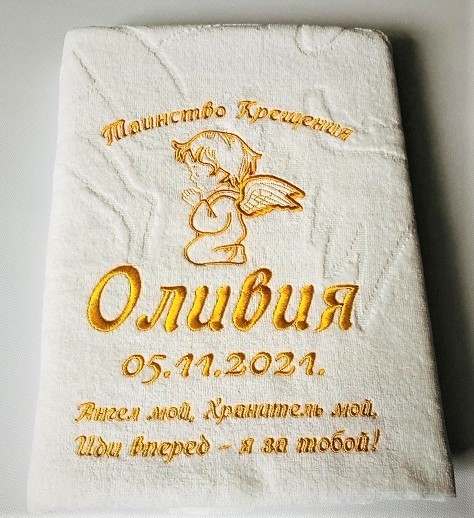 Таинство Крещения
Оливия
05.11.2021.
Ангел мой, Хранитель мой,
Иди вперед - я за тобой!